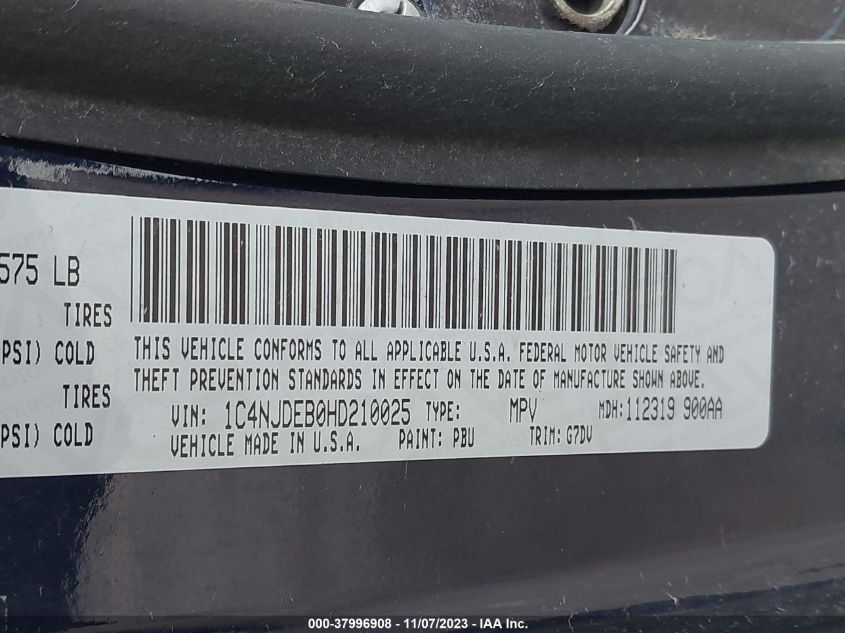 575 LB
TIRES
PSI) COLD
THIS VEHICLE CONFORMS TO ALL APPLICABLE U.S.A. FEDERAL MOTOR VEHICLE SAFETY AND
THEFT PREVENTION STANDARDS IN EFFECT ON THE DATE OF MANUFACTURE SHOWN ABOVE.
TIRES
VIN: 1C4NJDEB0HD210025 TYPE: MPV MDH:112319 900AA
PSI) COLD
VEHICLE MADE IN U.S.A. PAINT: PBU TRIM: G7DV
000-37996908 - 11/07/2023 - IAA Inc.